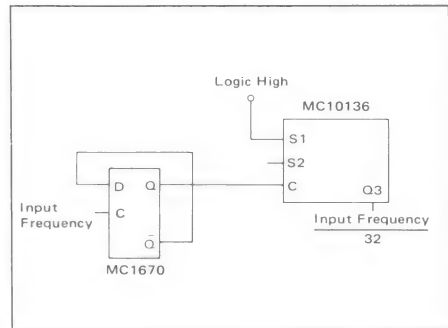 Logic High
MC10136
S1
S2
C
Q3
D Q
C
Q̅
Input
Frequency
MC1670
Input Frequency
32